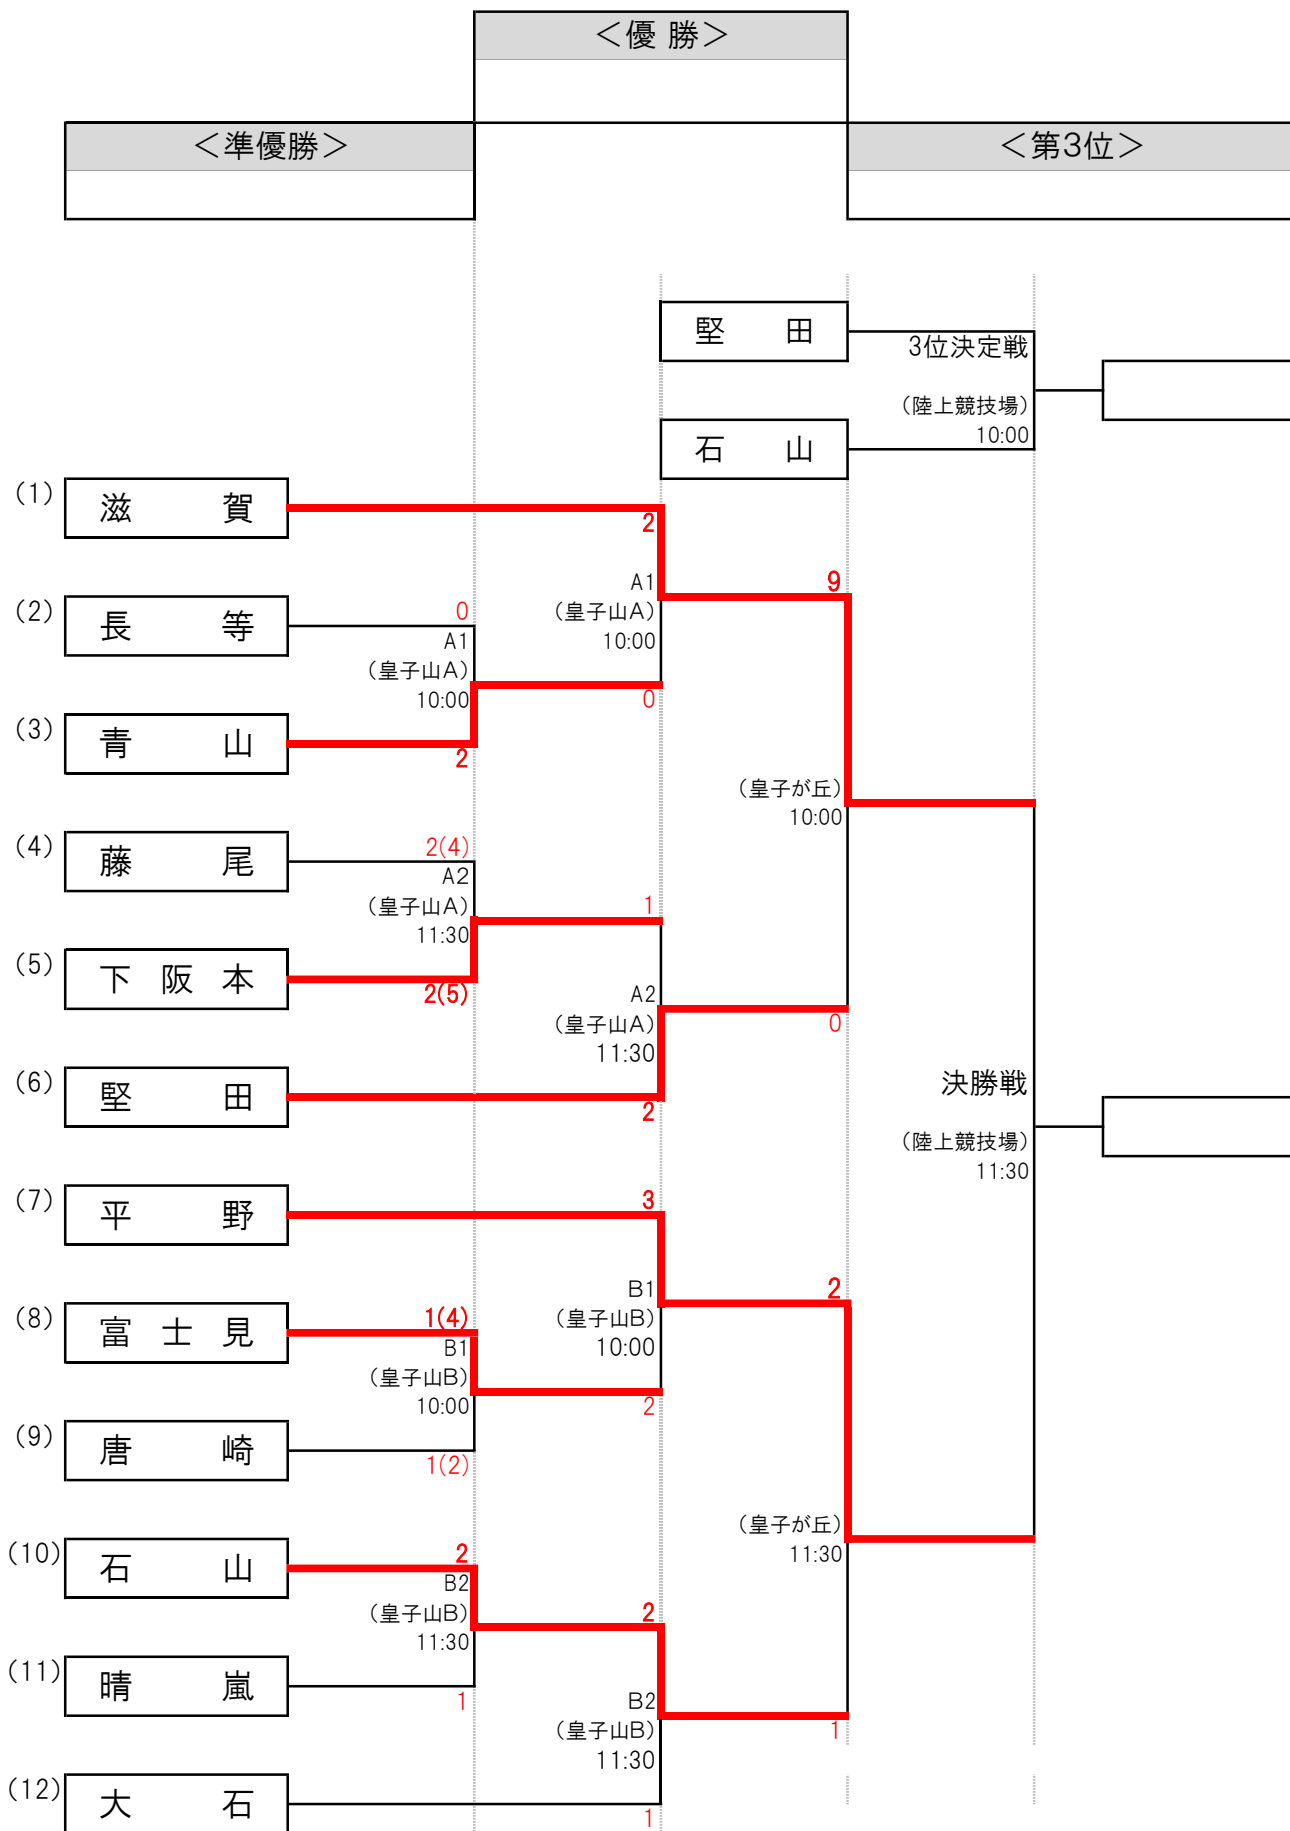 ＜優 勝＞
＜準優勝＞
＜第3位＞
堅　田
3位決定戦
（陸上競技場）
10:00
石　山
(1)
滋　賀
2
A1
（皇子山A）
10:00
9
(2)
長　等
0
A1
（皇子山A）
10:00
0
(3)
青　山
2
（皇子が丘）
10:00
(4)
藤　尾
2(4)
A2
（皇子山A）
11:30
1
(5)
下 阪 本
2(5)
A2
（皇子山A）
11:30
0
(6)
堅　田
2
決勝戦
（陸上競技場）
11:30
(7)
平　野
3
B1
（皇子山B）
10:00
2
(8)
富 士 見
1(4)
B1
（皇子山B）
10:00
2
(9)
唐　崎
1(2)
（皇子が丘）
11:30
(10)
石　山
2
B2
（皇子山B）
11:30
2
(11)
晴　嵐
1
B2
（皇子山B）
11:30
1
(12)
大　石
1